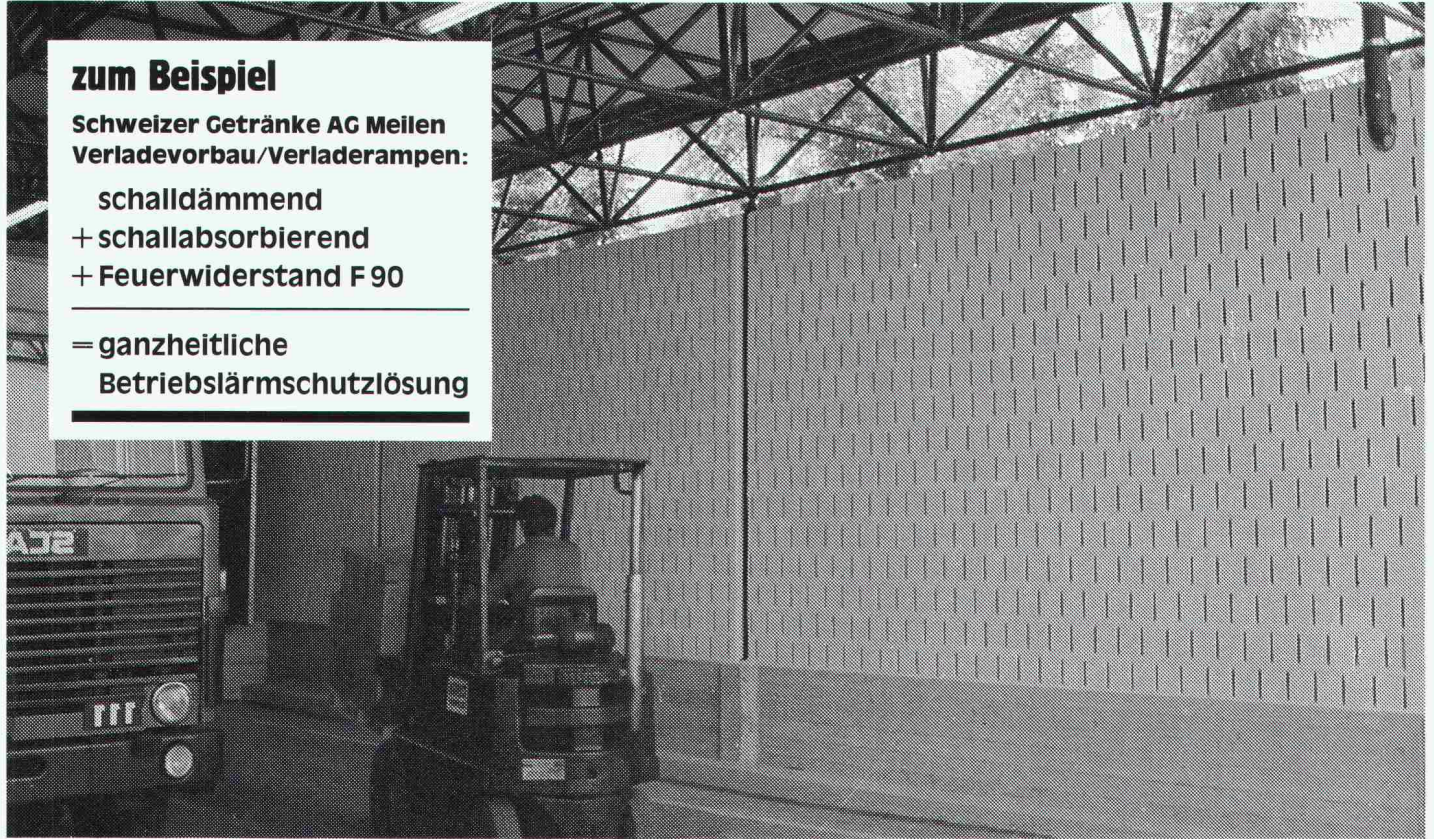 zum Beispiel
Schweizer Getränke AG Meilen
Verladevorbau/Verladerampen:
schalldämmend
+ schallabsorbierend
+ Feuerwiderstand F 90
= ganzheitliche
Betriebslärmschutzlösung